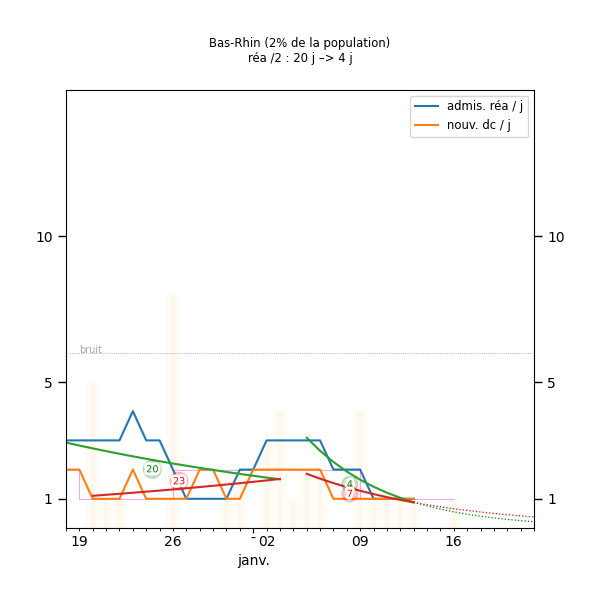 Bas-Rhin (2% de la population)
réa /2 : 20 j –> 4 j
admis. réa / j
nouv. dc / j
10 10
bruit
5 5
20
23
4
7
1 1
19 26 02 09 16
janv.